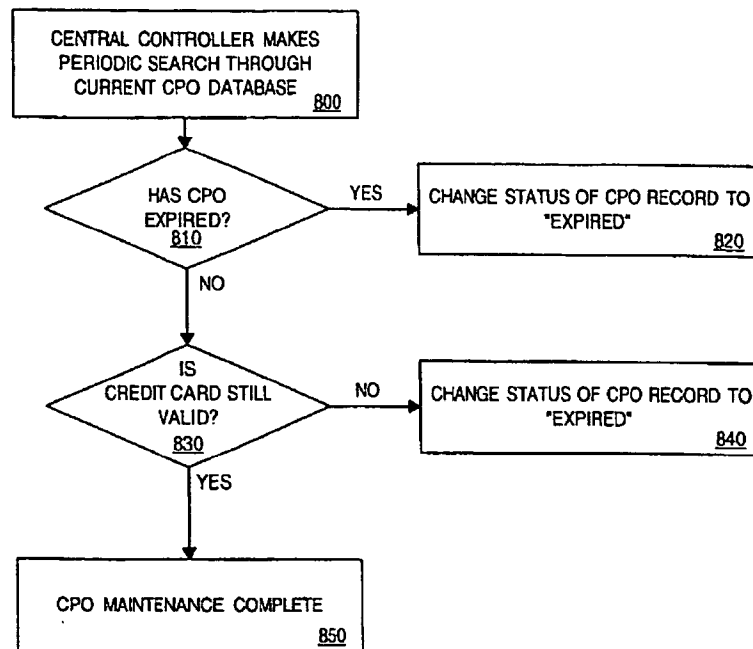 CENTRAL CONTROLLER MAKES
PERIODIC SEARCH THROUGH
CURRENT CPO DATABASE
800
HAS CPO
EXPIRED?
810
YES
CHANGE STATUS OF CPO RECORD TO
"EXPIRED"
820
NO
IS
CREDIT CARD STILL
VALID?
830
NO
CHANGE STATUS OF CPO RECORD TO
"EXPIRED"
840
YES
CPO MAINTENANCE COMPLETE
850